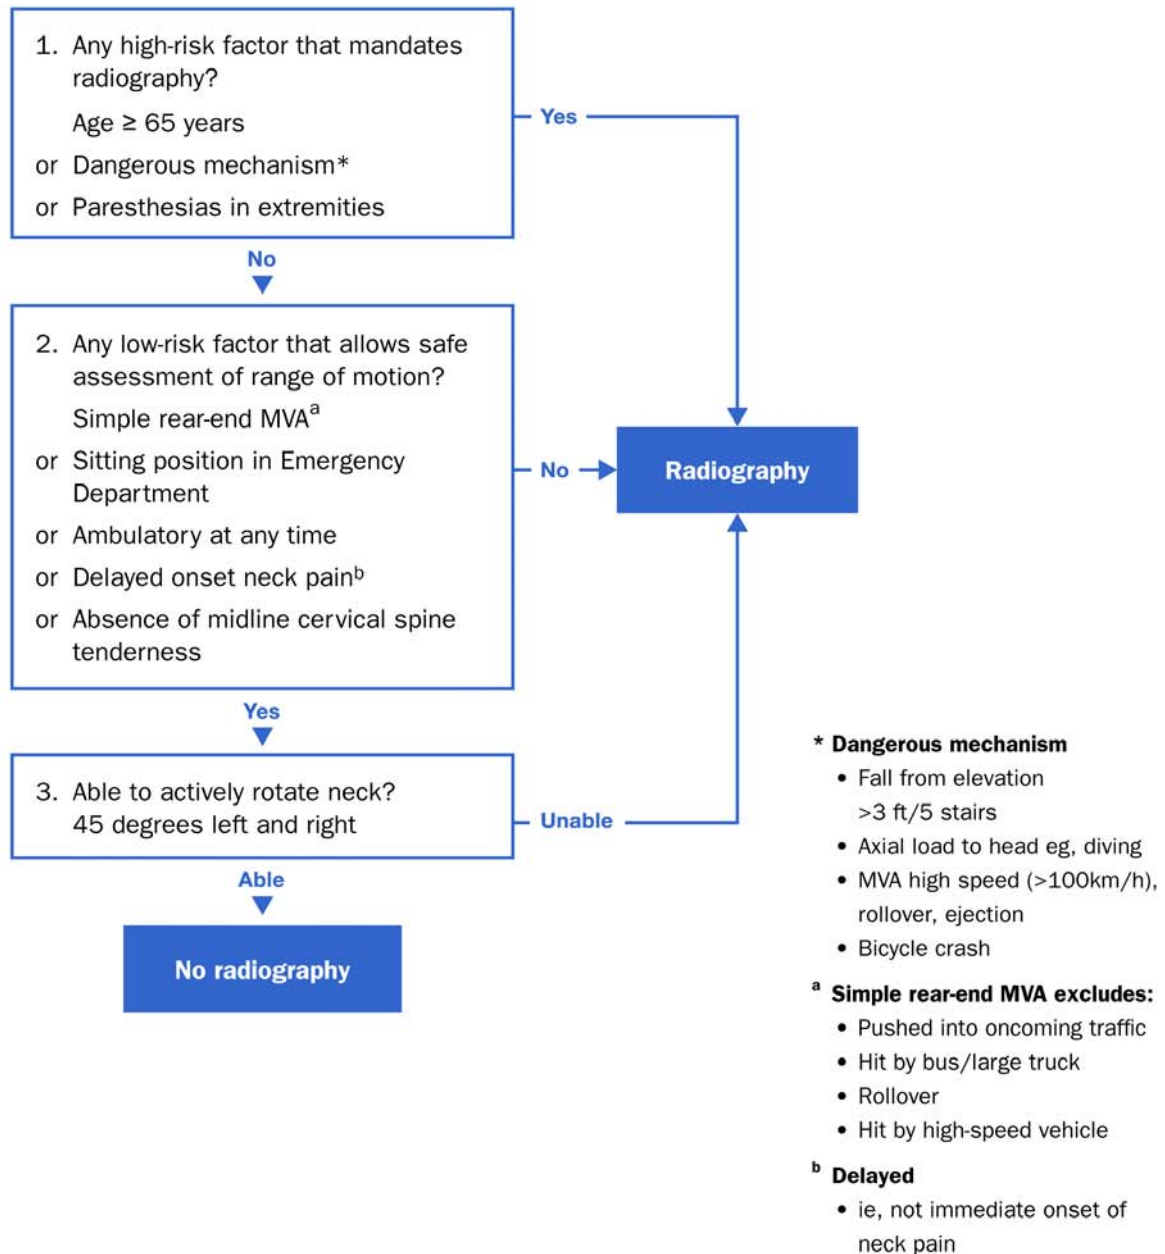 1. Any high-risk factor that mandates
radiography?
Age ≥ 65 years
or Dangerous mechanism*
or Paresthesias in extremities
Yes
No
2. Any low-risk factor that allows safe
assessment of range of motion?
Simple rear-end MVAª
or Sitting position in Emergency
Department
or Ambulatory at any time
or Delayed onset neck painᵇ
or Absence of midline cervical spine
tenderness
No
Radiography
Yes
3. Able to actively rotate neck?
45 degrees left and right
Unable
Able
No radiography
* Dangerous mechanism
• Fall from elevation
>3 ft/5 stairs
• Axial load to head eg, diving
• MVA high speed (>100km/h),
rollover, ejection
• Bicycle crash
ª Simple rear-end MVA excludes:
• Pushed into oncoming traffic
• Hit by bus/large truck
• Rollover
• Hit by high-speed vehicle
ᵇ Delayed
• ie, not immediate onset of
neck pain